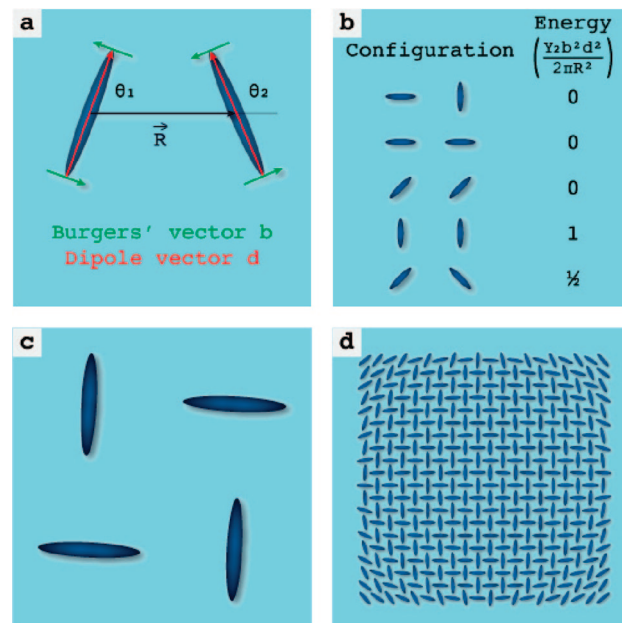 a
θ₁
θ₂
R
Burgers' vector b
Dipole vector d
b
Energy
Configuration (Y₂b²d²/2πR²)
0
0
0
1
½
c
d